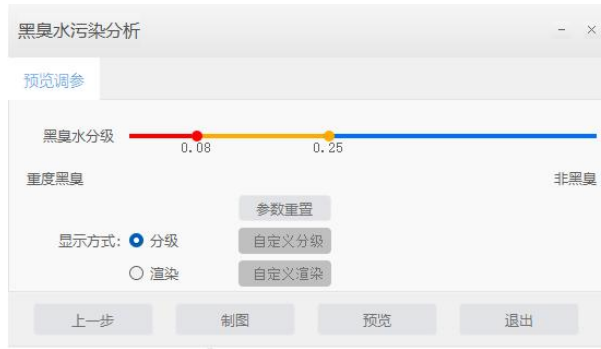 黑臭水污染分析
预览调参
黑臭水分级
0.08 0.25
重度黑臭 非黑臭
参数重置
显示方式: 分级 自定义分级
渲染 自定义渲染
上一步 制图 预览 退出